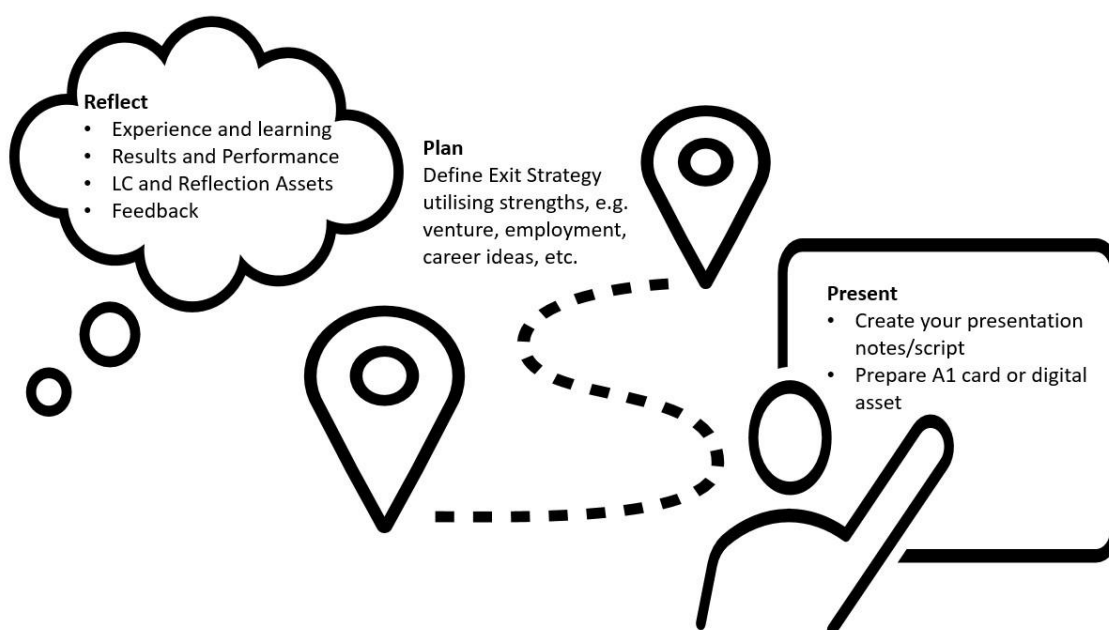 Reflect
• Experience and learning
• Results and Performance
• LC and Reflection Assets
• Feedback
Plan
Define Exit Strategy
utilising strengths, e.g.
venture, employment,
career ideas, etc.
Present
• Create your presentation
notes/script
• Prepare A1 card or digital
asset